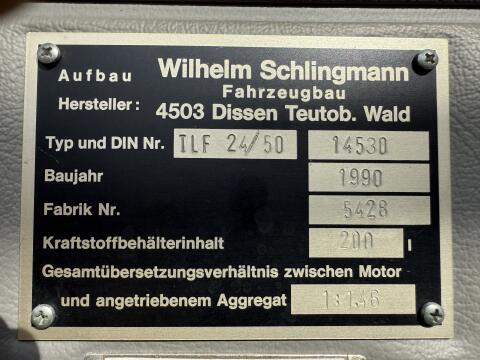 Aufbau Wilhelm Schlingmann
Hersteller: Fahrzeugbau
4503 Dissen Teutob. Wald
Typ und DIN Nr. TLF 24/50 14530
Baujahr 1990
Fabrik Nr. 5428
Kraftstoffbehälterinhalt 200 l
Gesamtübersetzungsverhältnis zwischen Motor
und angetriebenem Aggregat 1:1.46